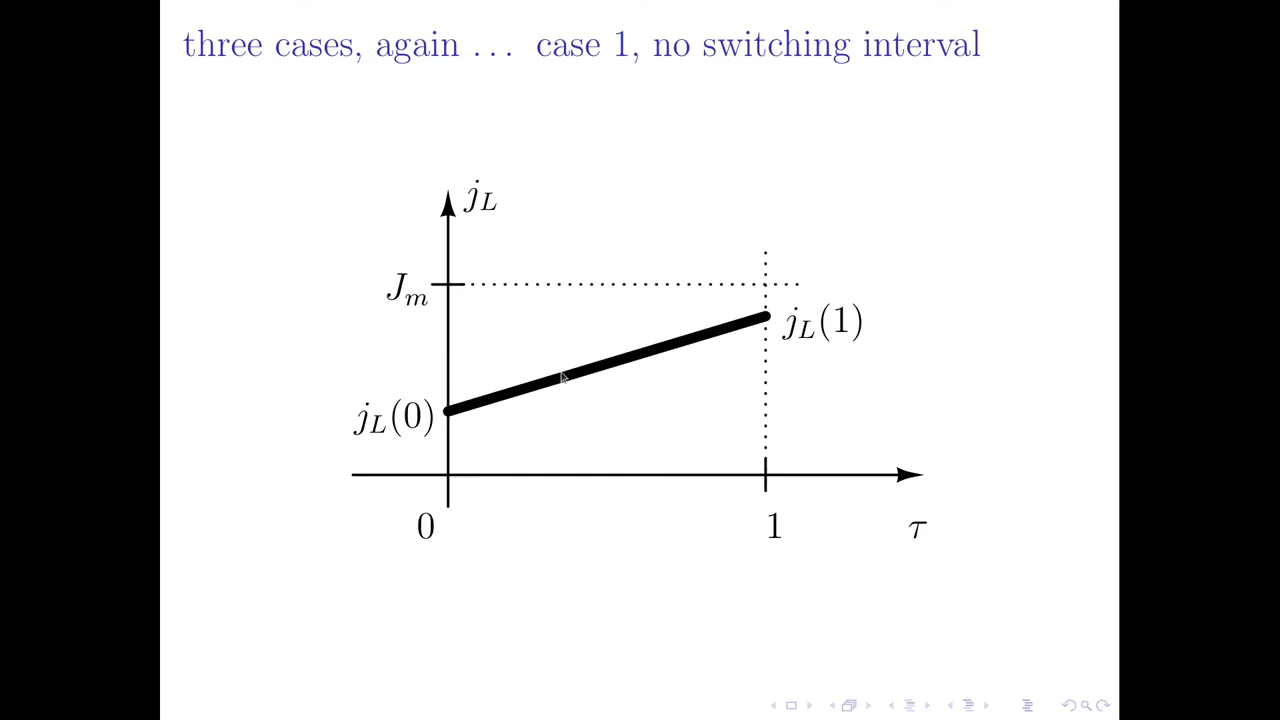 three cases, again … case 1, no switching interval
j_L
J_m
j_L(1)
j_L(0)
0
1
τ